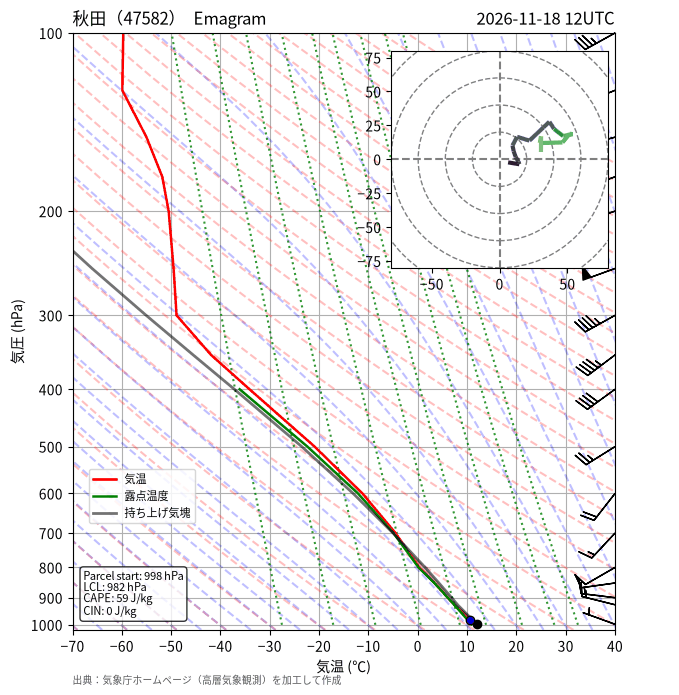 秋田（47582） Emagram
2026-11-18 12UTC
100
200
300
400
500
600
700
800
900
1000
気圧 (hPa)
75
50
25
0
−25
−50
−75
−50
0
50
気温
露点温度
持ち上げ気塊
Parcel start: 998 hPa
LCL: 982 hPa
CAPE: 59 J/kg
CIN: 0 J/kg
−70
−60
−50
−40
−30
−20
−10
0
10
20
30
40
気温 (℃)
出典：気象庁ホームページ（高層気象観測）を加工して作成